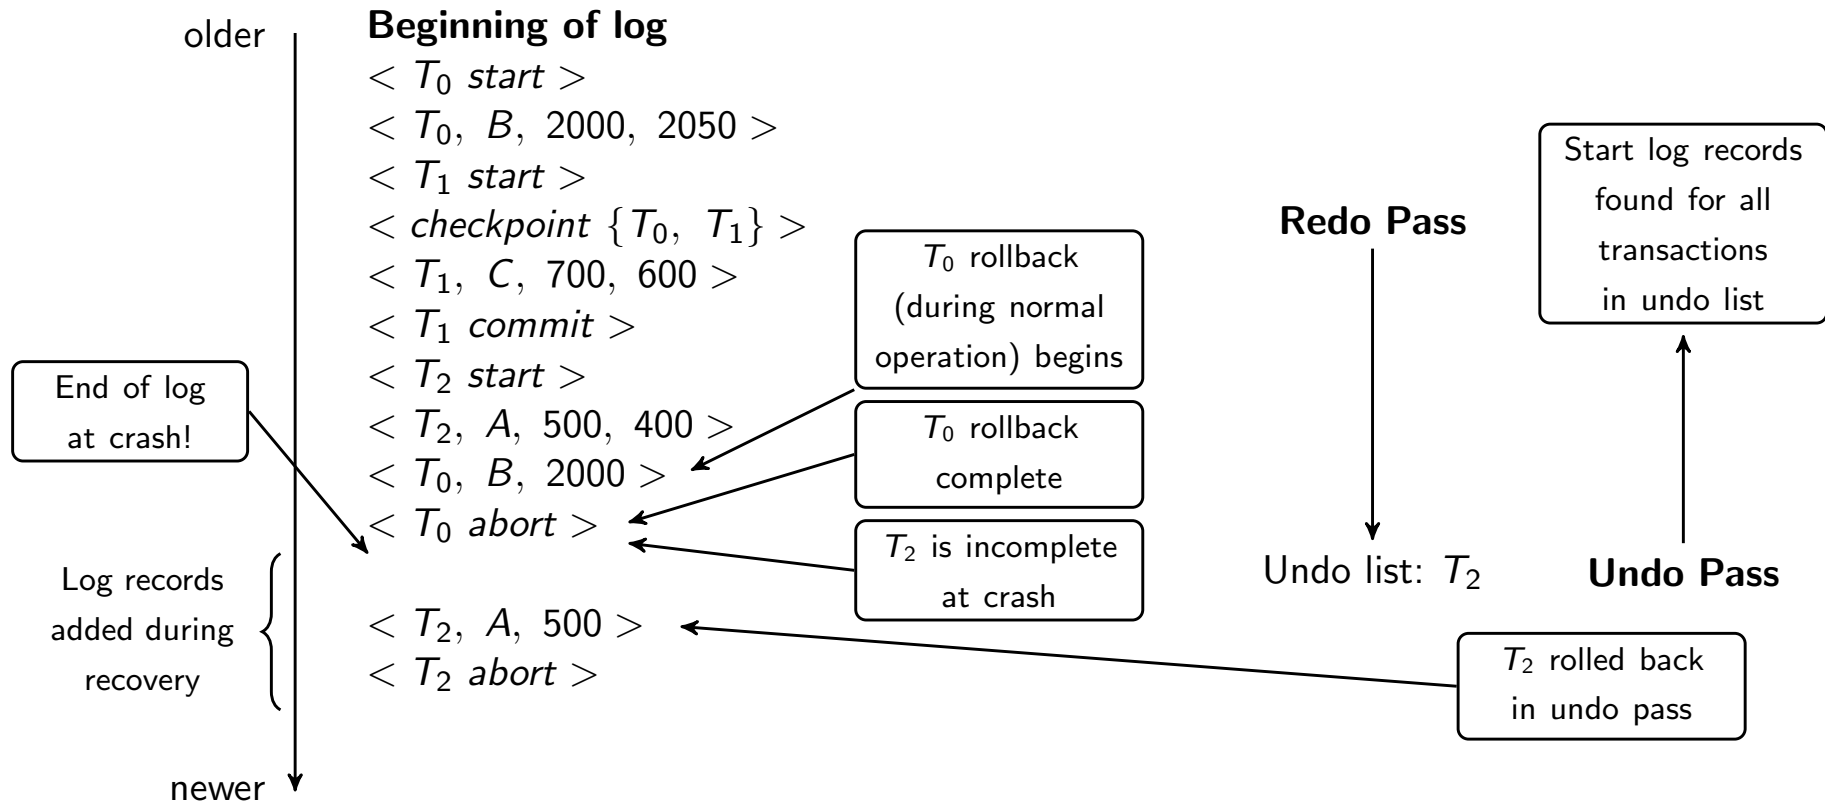 older
Beginning of log
< T₀ start >
< T₀, B, 2000, 2050 >
< T₁ start >
< checkpoint {T₀, T₁} >
< T₁, C, 700, 600 >
< T₁ commit >
< T₂ start >
< T₂, A, 500, 400 >
< T₀, B, 2000 >
< T₀ abort >
< T₂, A, 500 >
< T₂ abort >
newer
End of log
at crash!
Log records
added during
recovery
T₀ rollback
(during normal
operation) begins
T₀ rollback
complete
T₂ is incomplete
at crash
Redo Pass
Undo list: T₂
Start log records
found for all
transactions
in undo list
Undo Pass
T₂ rolled back
in undo pass